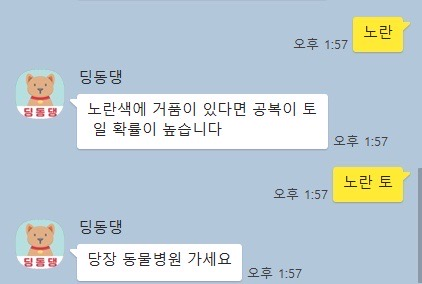 노란
오후 1:57
딩동댕
딩동댕
노란색에 거품이 있다면 공복이 토
일 확률이 높습니다
오후 1:57
노란 토
오후 1:57
딩동댕
딩동댕
당장 동물병원 가세요
오후 1:57